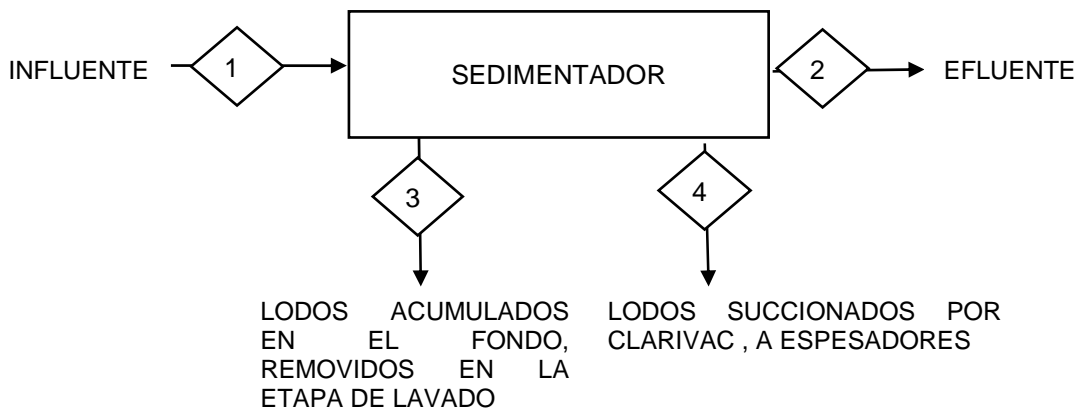 INFLUENTE
1
SEDIMENTADOR
2
EFLUENTE
3
4
LODOS ACUMULADOS
EN EL FONDO,
REMOVIDOS EN LA
ETAPA DE LAVADO
LODOS SUCCIONADOS POR
CLARIVAC , A ESPESADORES